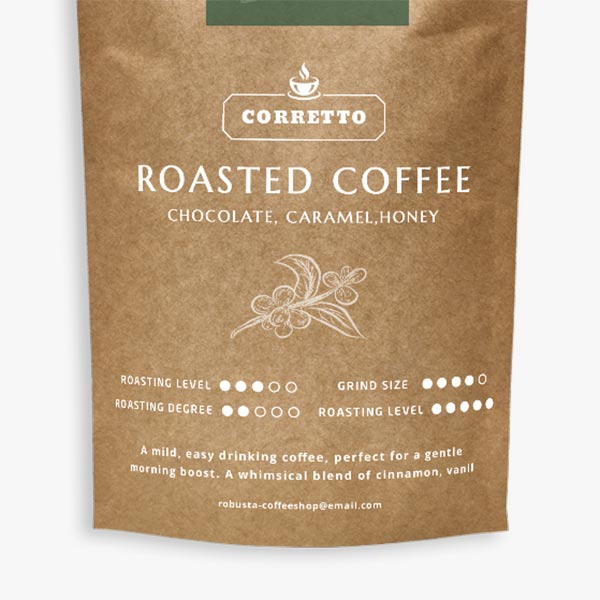 CORRETTO
ROASTED COFFEE
CHOCOLATE, CARAMEL,HONEY
ROASTING LEVEL
GRIND SIZE
ROASTING DEGREE
ROASTING LEVEL
A mild, easy drinking coffee, perfect for a gentle
morning boost. A whimsical blend of cinnamon, vanil
robusta-coffeeshop@email.com